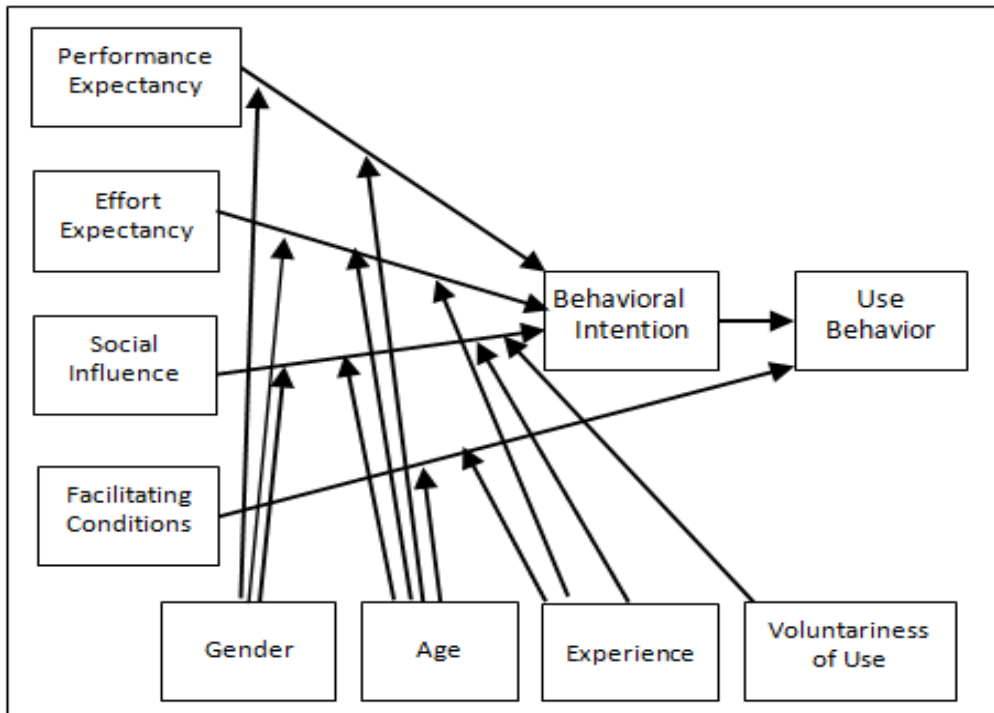 Performance
Expectancy
Effort
Expectancy
Social
Influence
Facilitating
Conditions
Behavioral
Intention
Use
Behavior
Gender
Age
Experience
Voluntariness
of Use